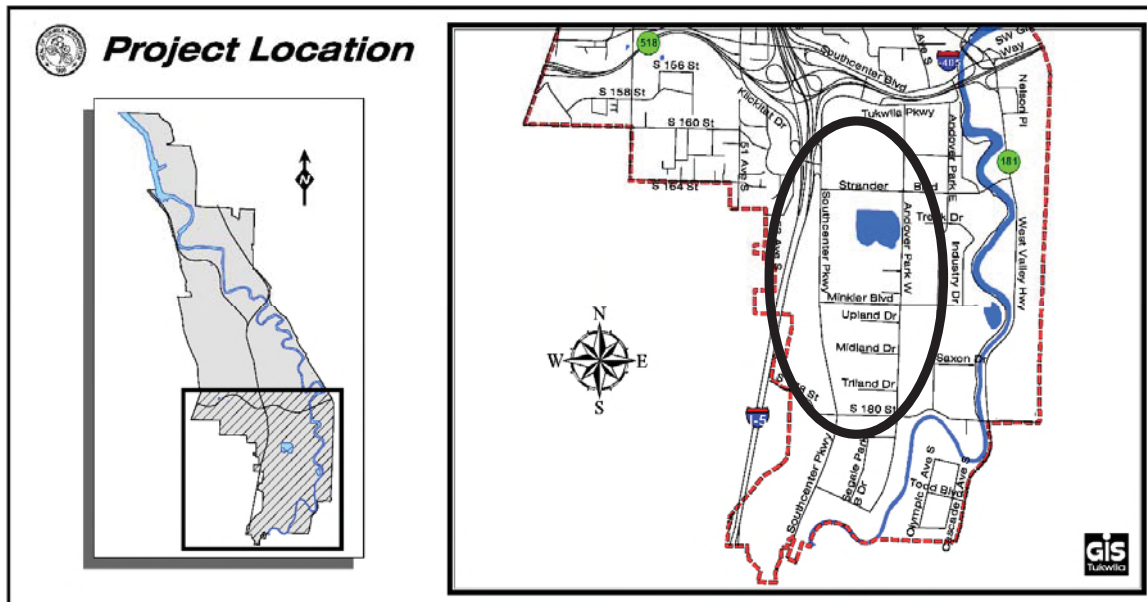 Project Location
N
518
S 156 St
S 158 St
Klickitat Dr
S 160 St
51 Ave S
S 164 St
Southcenter Blvd
I-405
Way
Nelson Pl
Tukwila Pkwy
Andover Park E
181
Strander Blvd
Southcenter Pkwy
Andover Park W
Treck Dr
Industry Dr
West Valley Hwy
Minkler Blvd
Upland Dr
Midland Dr
Saxon Dr
Triland Dr
S 180 St
I-5
N
W E
S
Southcenter Pkwy
Segale Park
B Dr
Olympic Ave S
Todd Blvd
Cascade Ave S
GIS
Tukwila